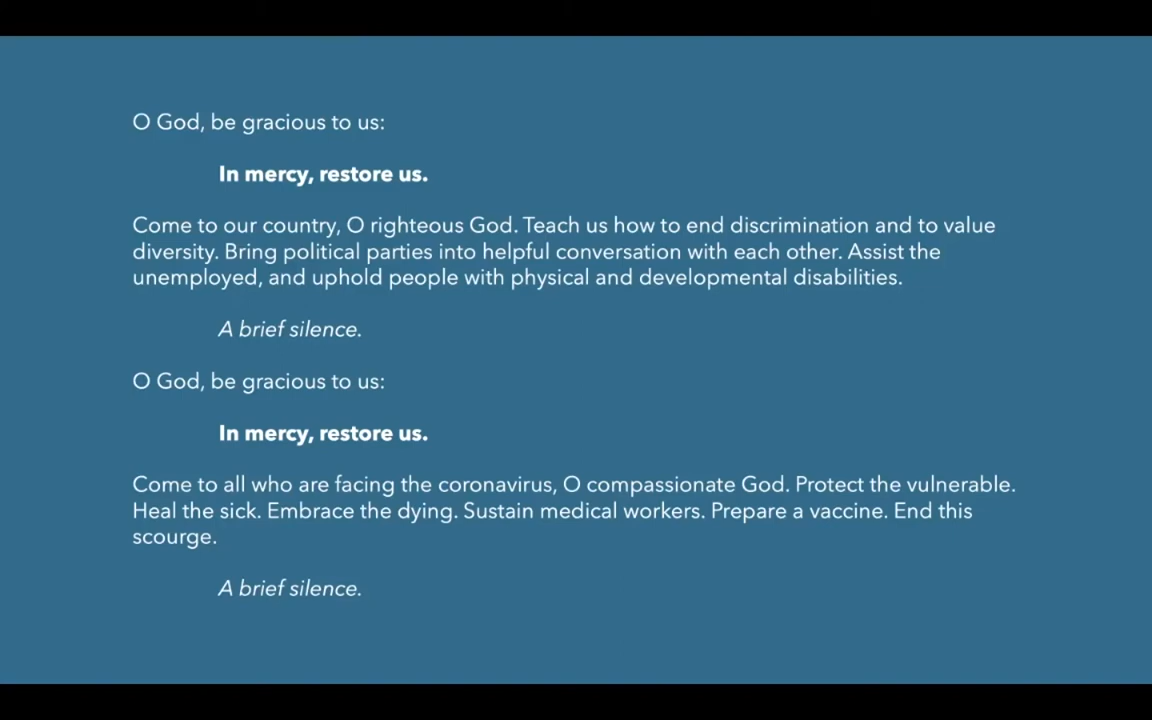 O God, be gracious to us:
In mercy, restore us.
Come to our country, O righteous God. Teach us how to end discrimination and to value
diversity. Bring political parties into helpful conversation with each other. Assist the
unemployed, and uphold people with physical and developmental disabilities.
A brief silence.
O God, be gracious to us:
In mercy, restore us.
Come to all who are facing the coronavirus, O compassionate God. Protect the vulnerable.
Heal the sick. Embrace the dying. Sustain medical workers. Prepare a vaccine. End this
scourge.
A brief silence.